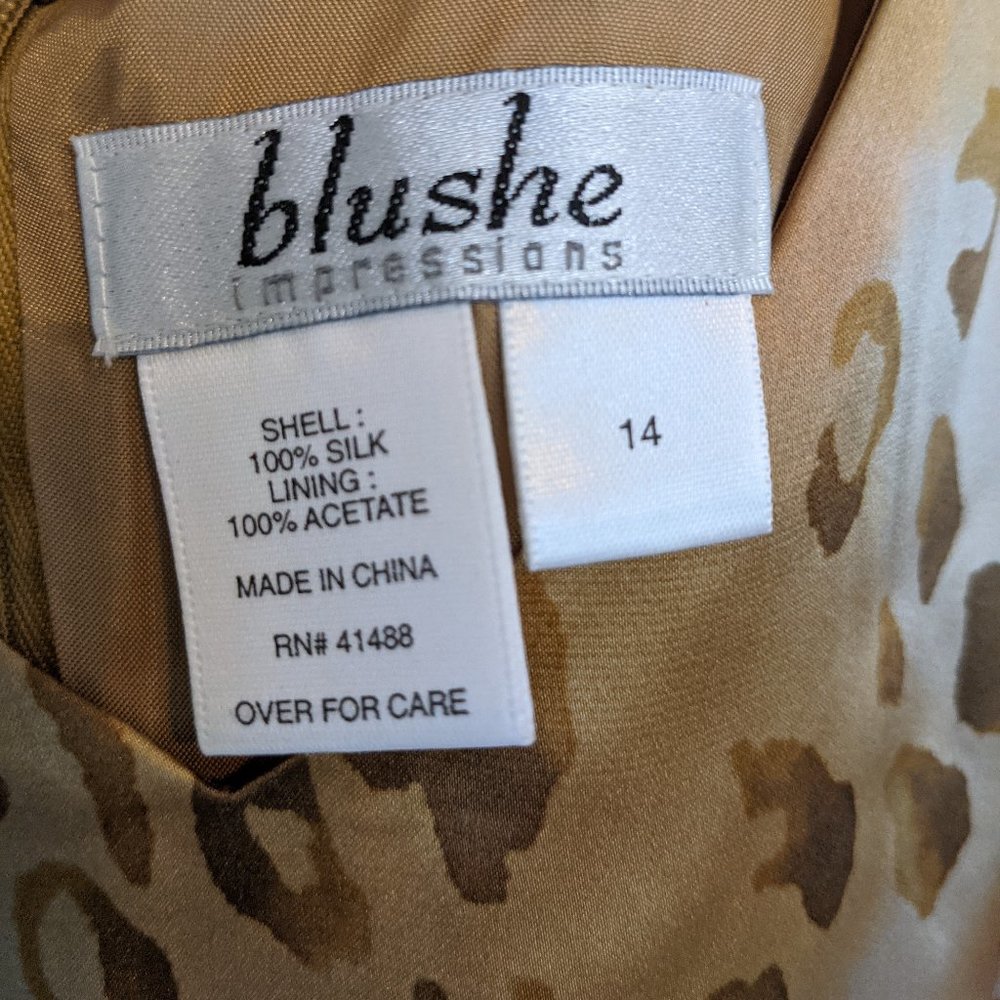 blushe
impressions
SHELL :
100% SILK
LINING :
100% ACETATE
MADE IN CHINA
RN# 41488
OVER FOR CARE
14